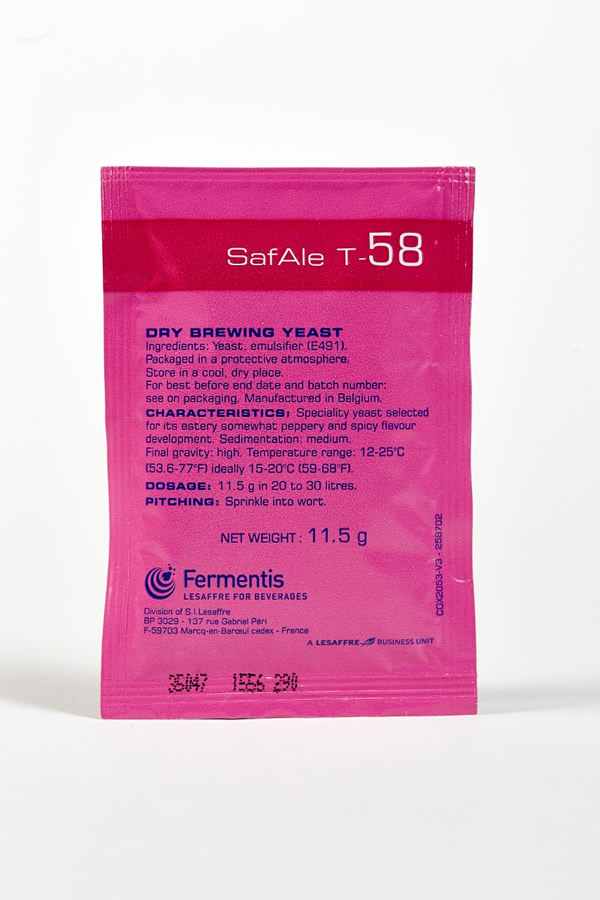 SafAle T-58
DRY BREWING YEAST
Ingredients: Yeast, emulsifier (E491).
Packaged in a protective atmosphere.
Store in a cool, dry place.
For best before end date and batch number:
see on packaging. Manufactured in Belgium.
CHARACTERISTICS: Speciality yeast selected
for its estery somewhat peppery and spicy flavour
development. Sedimentation: medium.
Final gravity: high. Temperature range: 12-25°C
(53.6-77°F) ideally 15-20°C (59-68°F).
DOSAGE: 11.5 g in 20 to 30 litres.
PITCHING: Sprinkle into wort.
NET WEIGHT : 11.5 g
COX2053-V3 - 258702
Fermentis
LESAFFRE FOR BEVERAGES
Division of S.I.Lesaffre
BP 3029 - 137 rue Gabriel Péri
F-59703 Marcq-en-Barœul cedex - France
A LESAFFRE BUSINESS UNIT
35047 1556 290